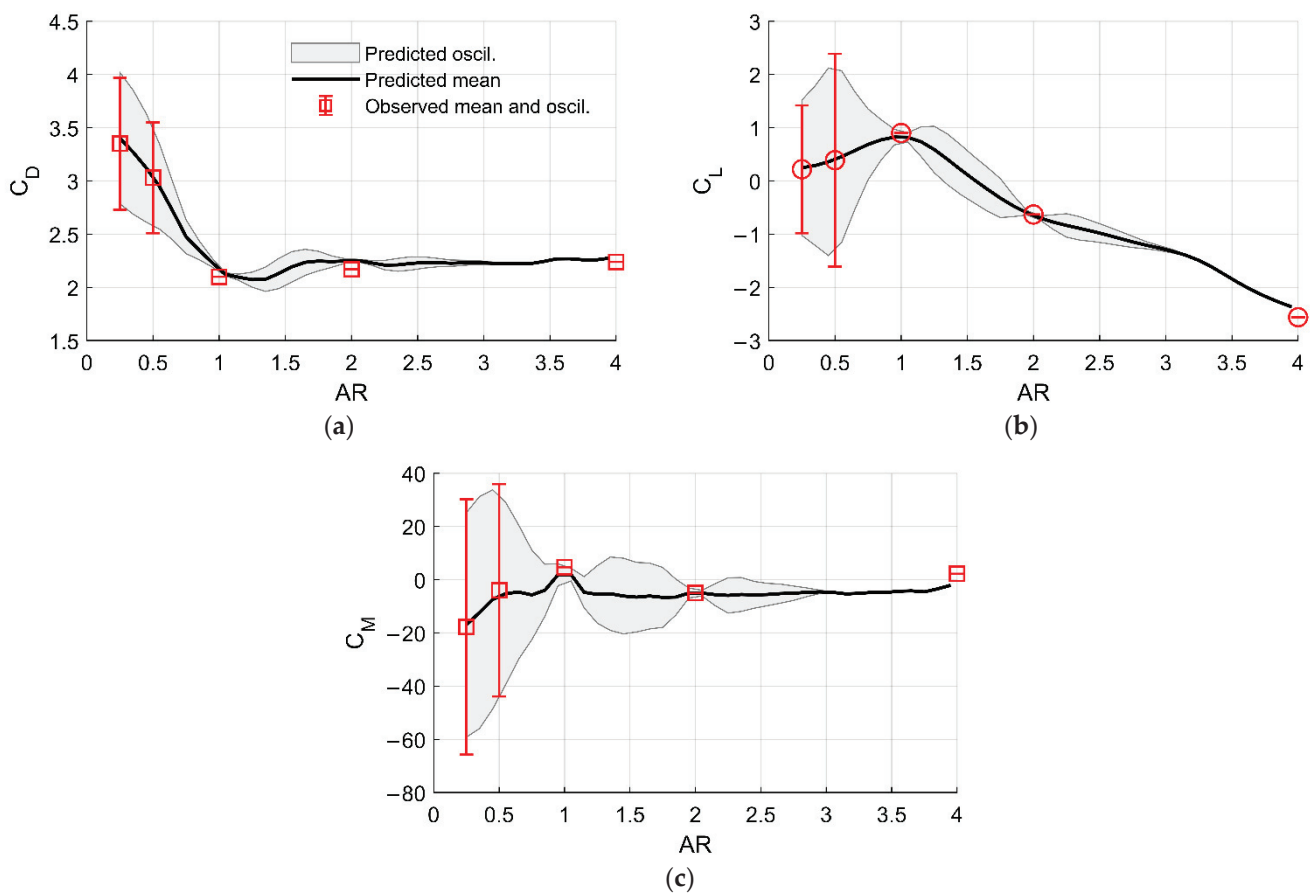 4.5
4
3.5
3
2.5
2
1.5
C_D
0 0.5 1 1.5 2 2.5 3 3.5 4
AR
Predicted oscil.
Predicted mean
Observed mean and oscil.
(a)
3
2
1
0
−1
−2
−3
C_L
0 0.5 1 1.5 2 2.5 3 3.5 4
AR
(b)
40
20
0
−20
−40
−60
−80
C_M
0 0.5 1 1.5 2 2.5 3 3.5 4
AR
(c)